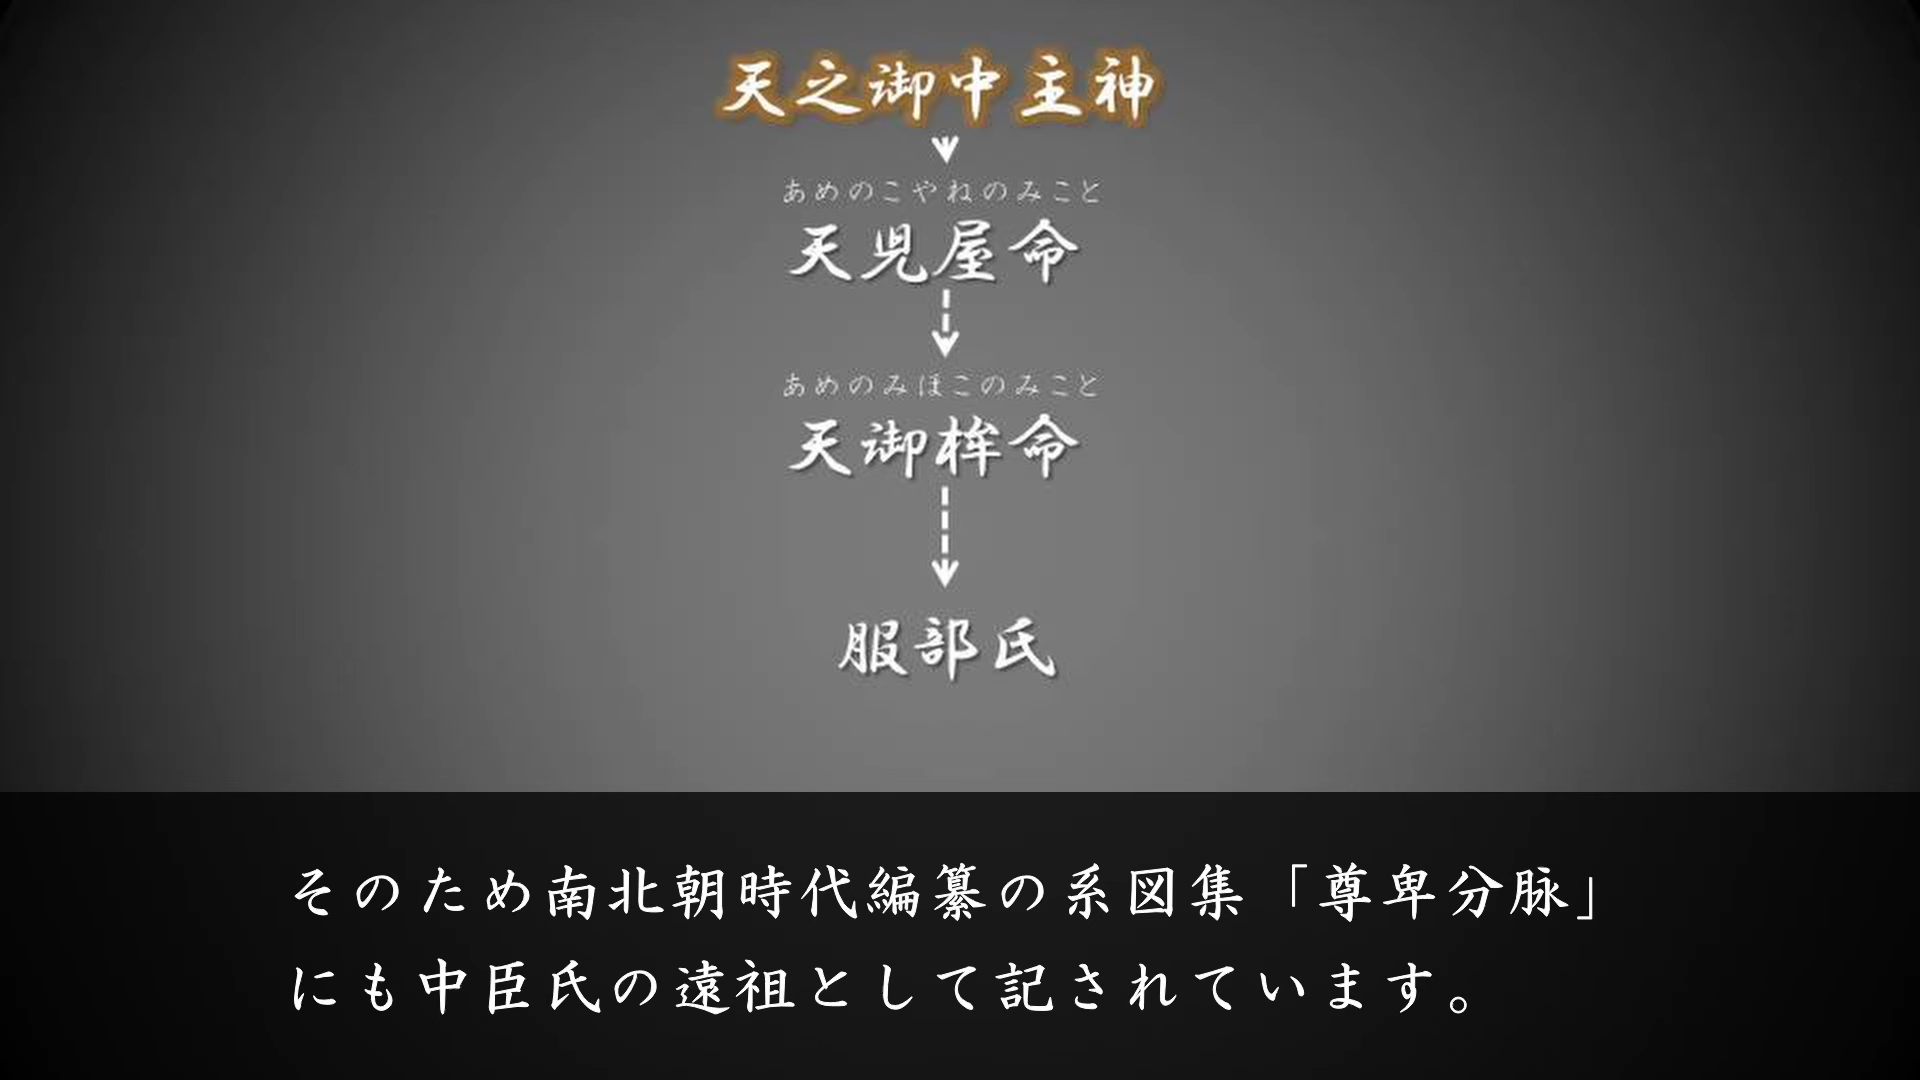 天之御中主神
あめのこやねのみこと
天児屋命
あめのみほこのみこと
天御桙命
服部氏
そのため南北朝時代編纂の系図集「尊卑分脉」
にも中臣氏の遠祖として記されています。